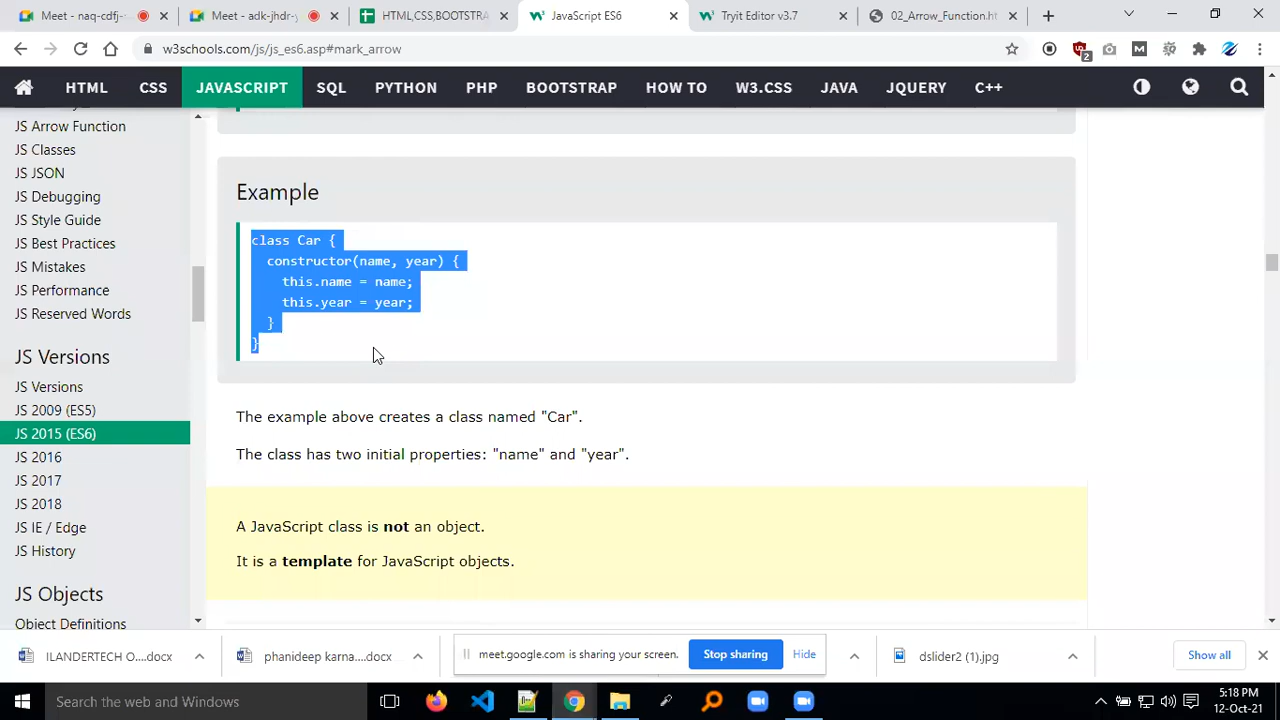 Meet - naq-cdfj-
Meet - adk-jhdr-y
HTML,CSS,BOOTSTRA
JavaScript ES6
Tryit Editor v3.7
02_Arrow_Function.ht
w3schools.com/js/js_es6.asp#mark_arrow
2
HTML
CSS
JAVASCRIPT
SQL
PYTHON
PHP
BOOTSTRAP
HOW TO
W3.CSS
JAVA
JQUERY
C++
JS Arrow Function
JS Classes
JS JSON
JS Debugging
JS Style Guide
JS Best Practices
JS Mistakes
JS Performance
JS Reserved Words
JS Versions
JS Versions
JS 2009 (ES5)
JS 2015 (ES6)
JS 2016
JS 2017
JS 2018
JS IE / Edge
JS History
JS Objects
Object Definitions
Example
class Car {
constructor(name, year) {
this.name = name;
this.year = year;
}
}
The example above creates a class named "Car".
The class has two initial properties: "name" and "year".
A JavaScript class is not an object.
It is a template for JavaScript objects.
ILANDERTECH O....docx
phanideep karna....docx
meet.google.com is sharing your screen.
Stop sharing
Hide
dslider2 (1).jpg
Show all
Search the web and Windows
5:18 PM
12-Oct-21